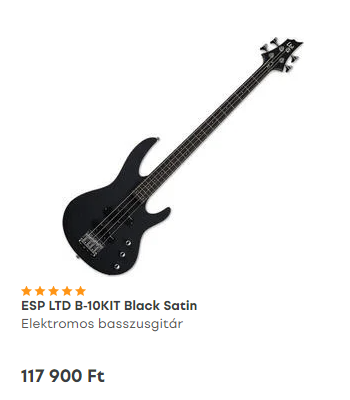 ESP LTD B-10KIT Black Satin
Elektromos basszusgitár
117 900 Ft